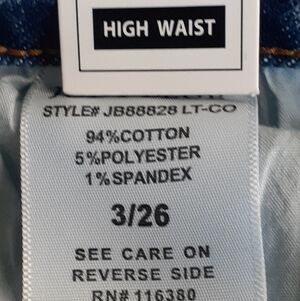 HIGH WAIST
STYLE# JB88828 LT-CO
94%COTTON
5%POLYESTER
1%SPANDEX
3/26
SEE CARE ON
REVERSE SIDE
RN# 116380